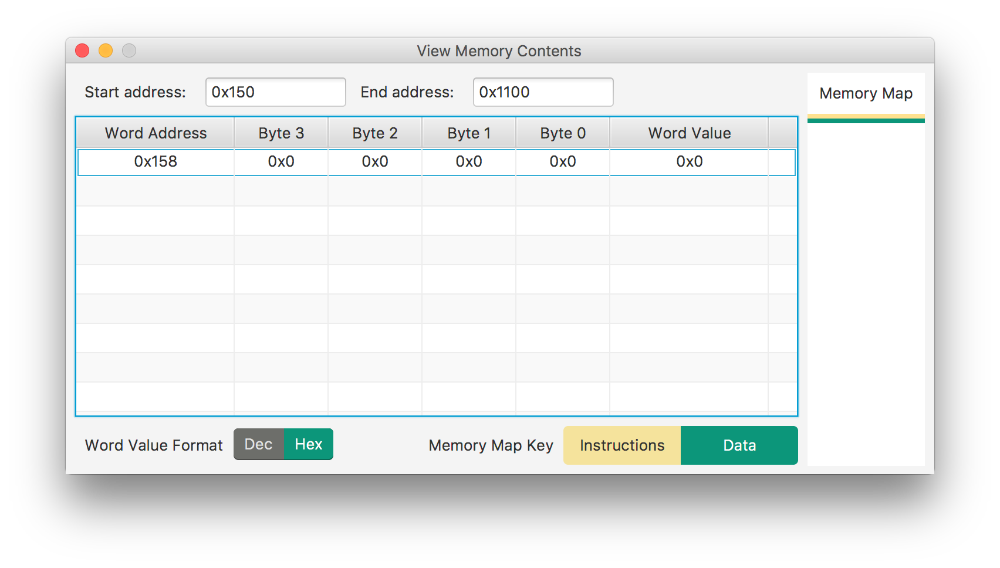 View Memory Contents
Start address: 0x150 End address: 0x1100
Memory Map
Word Address Byte 3 Byte 2 Byte 1 Byte 0 Word Value
0x158 0x0 0x0 0x0 0x0 0x0
Word Value Format Dec Hex Memory Map Key Instructions Data